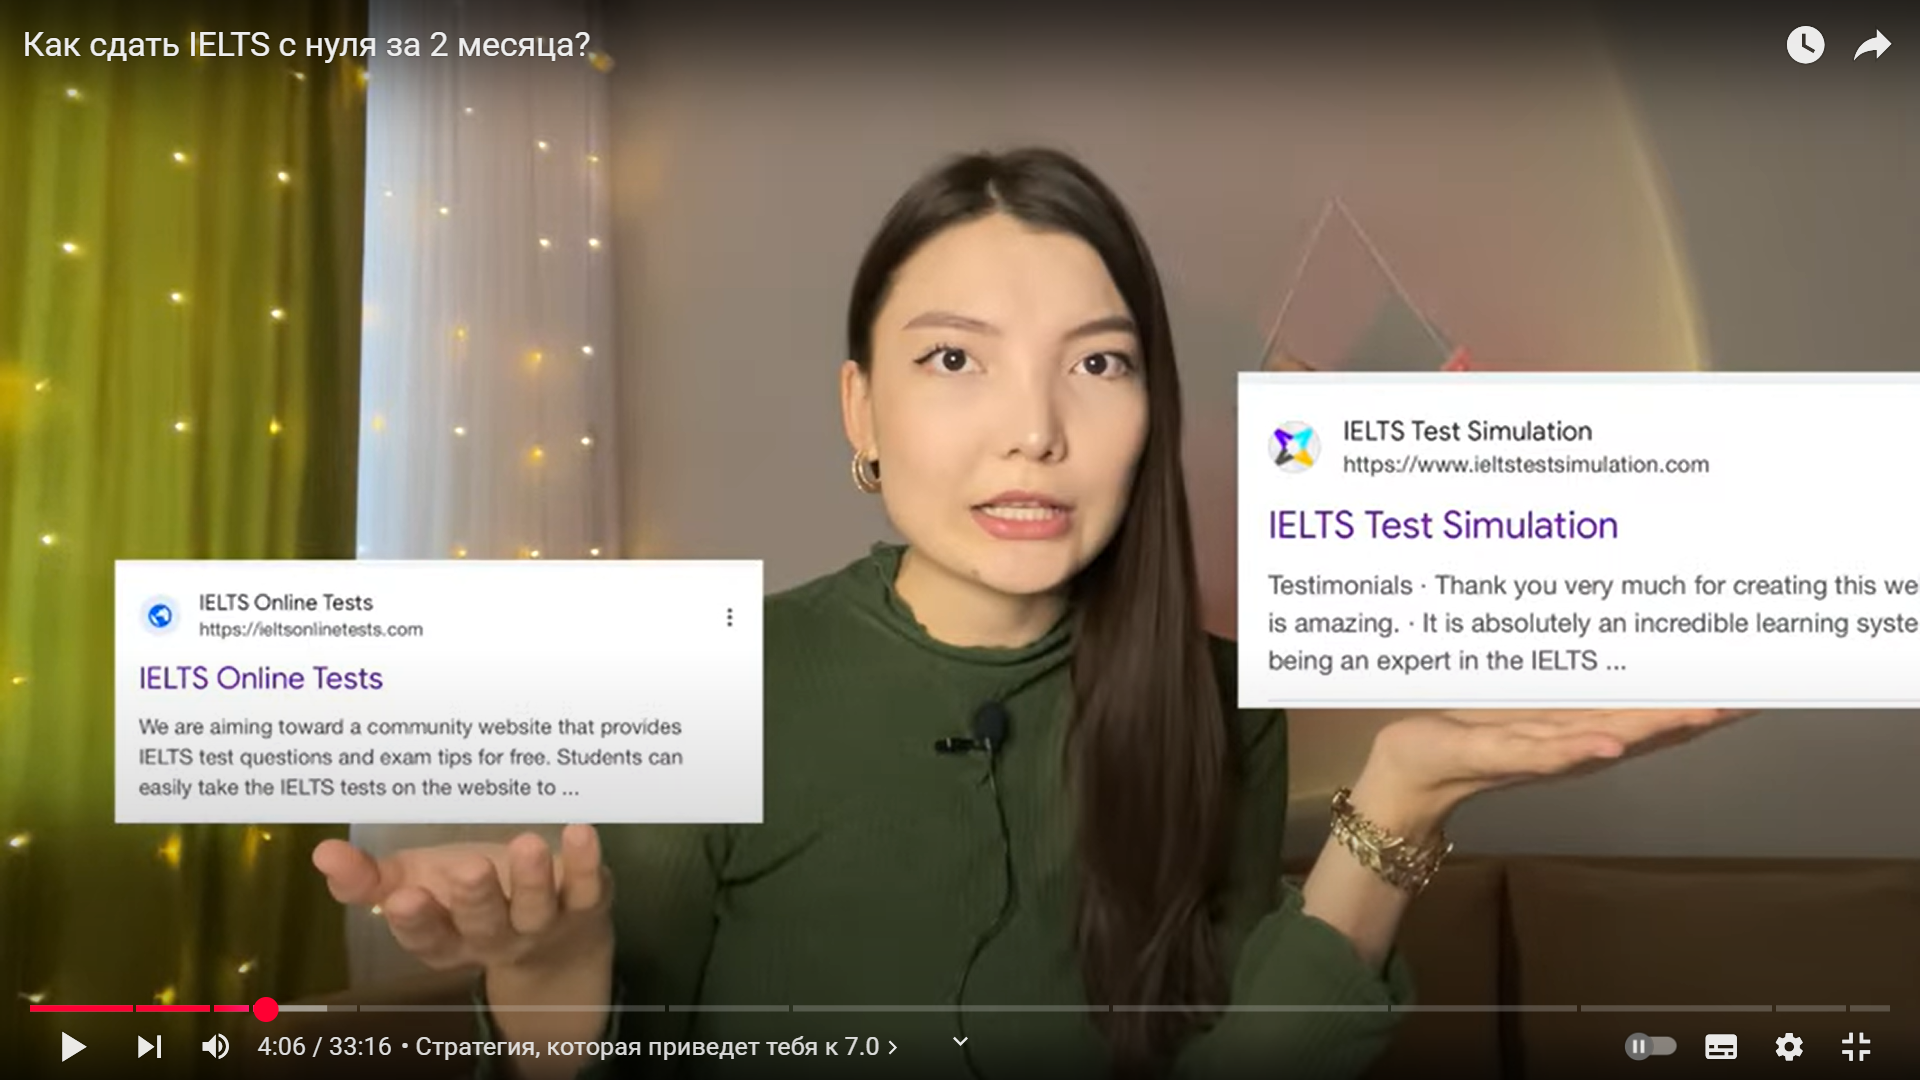 Как сдать IELTS с нуля за 2 месяца?
IELTS Test Simulation
https://www.ieltstestsimulation.com
IELTS Test Simulation
Testimonials · Thank you very much for creating this we
is amazing. · It is absolutely an incredible learning syste
being an expert in the IELTS ...
IELTS Online Tests
https://ieltsonlinetests.com
IELTS Online Tests
We are aiming toward a community website that provides
IELTS test questions and exam tips for free. Students can
easily take the IELTS tests on the website to ...
4:06 / 33:16 • Стратегия, которая приведет тебя к 7.0